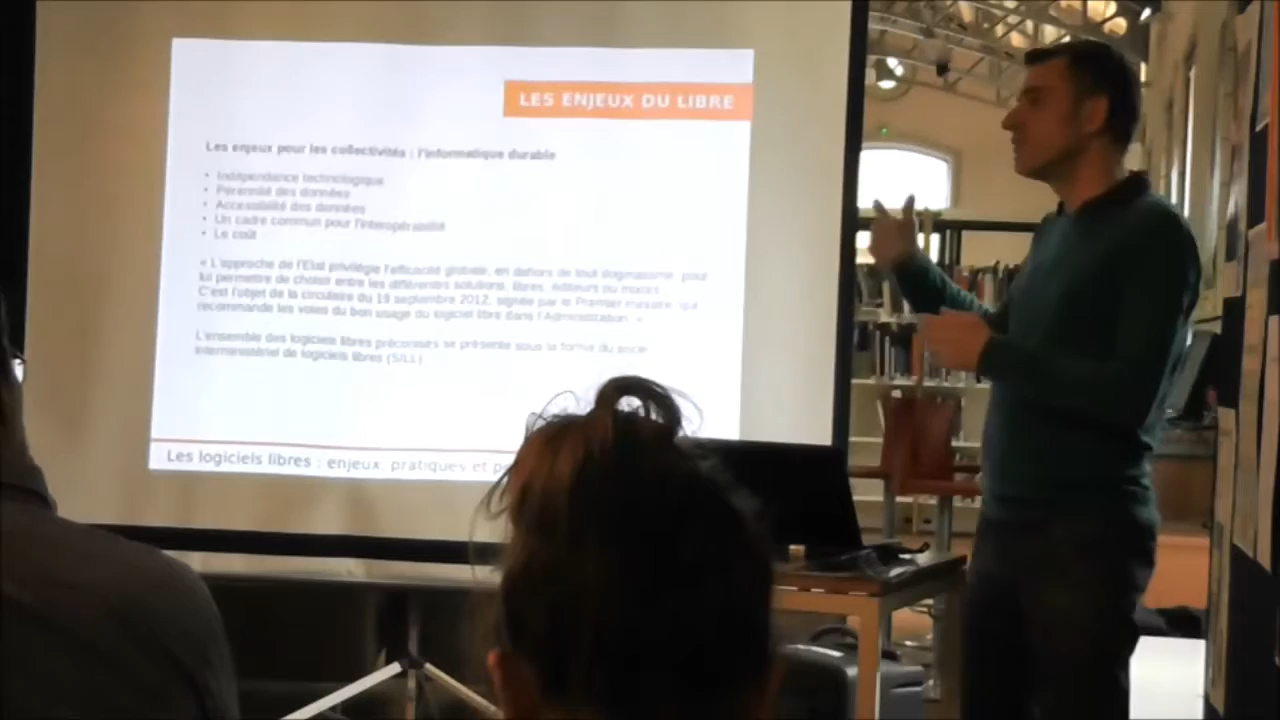 LES ENJEUX DU LIBRE
Les enjeux pour les collectivités : l'informatique durable
• Indépendance technologique
• Pérennité des données
• Accessibilité des données
• Un cadre commun pour l'interopérabilité
• Le coût
« L'approche de l'Etat privilégie l'efficacité globale, en dehors de tout dogmatisme, pour
lui permettre de choisir entre les différentes solutions, libres, éditeurs ou mixtes.
C'est l'objet de la circulaire du 19 septembre 2012, signée par le Premier ministre, qui
recommande les voies du bon usage du logiciel libre dans l'Administration. »
L'ensemble des logiciels libres préconisés se présente sous la forme du socle
interministériel de logiciels libres (SILL)
Les logiciels libres : enjeux, pratiques et